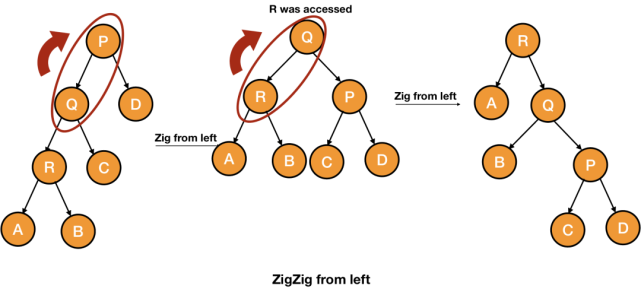 R was accessed
P
Q
D
R
C
A
B
Zig from left
Q
R
P
A
B
C
D
Zig from left
R
A
Q
B
P
C
D
ZigZig from left